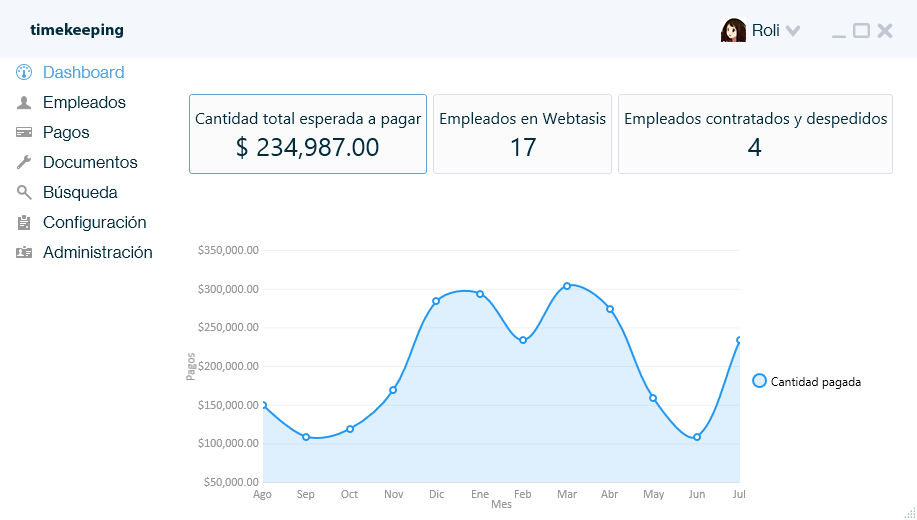 timekeeping
Roli
Dashboard
Empleados
Pagos
Documentos
Búsqueda
Configuración
Administración
Cantidad total esperada a pagar
$ 234,987.00
Empleados en Webtasis
17
Empleados contratados y despedidos
4
$350,000.00
$300,000.00
$250,000.00
$200,000.00
$150,000.00
$100,000.00
$50,000.00
Pagos
Ago Sep Oct Nov Dic Ene Feb Mar Abr May Jun Jul
Mes
Cantidad pagada